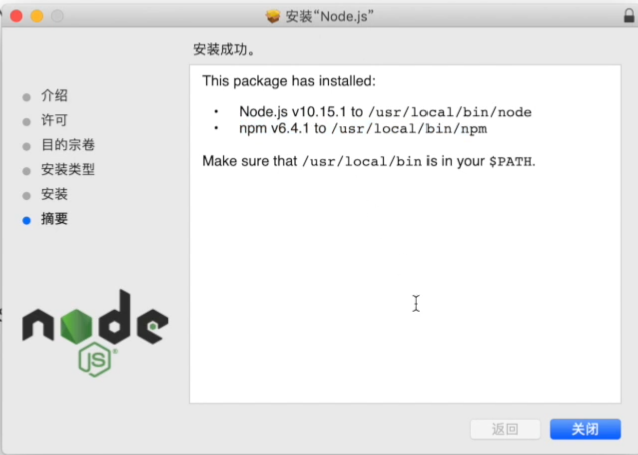 安装“Node.js”
安装成功。
介绍
许可
目的宗卷
安装类型
安装
摘要
This package has installed:
• Node.js v10.15.1 to /usr/local/bin/node
• npm v6.4.1 to /usr/local/bin/npm
Make sure that /usr/local/bin is in your $PATH.
node
JS®
返回
关闭